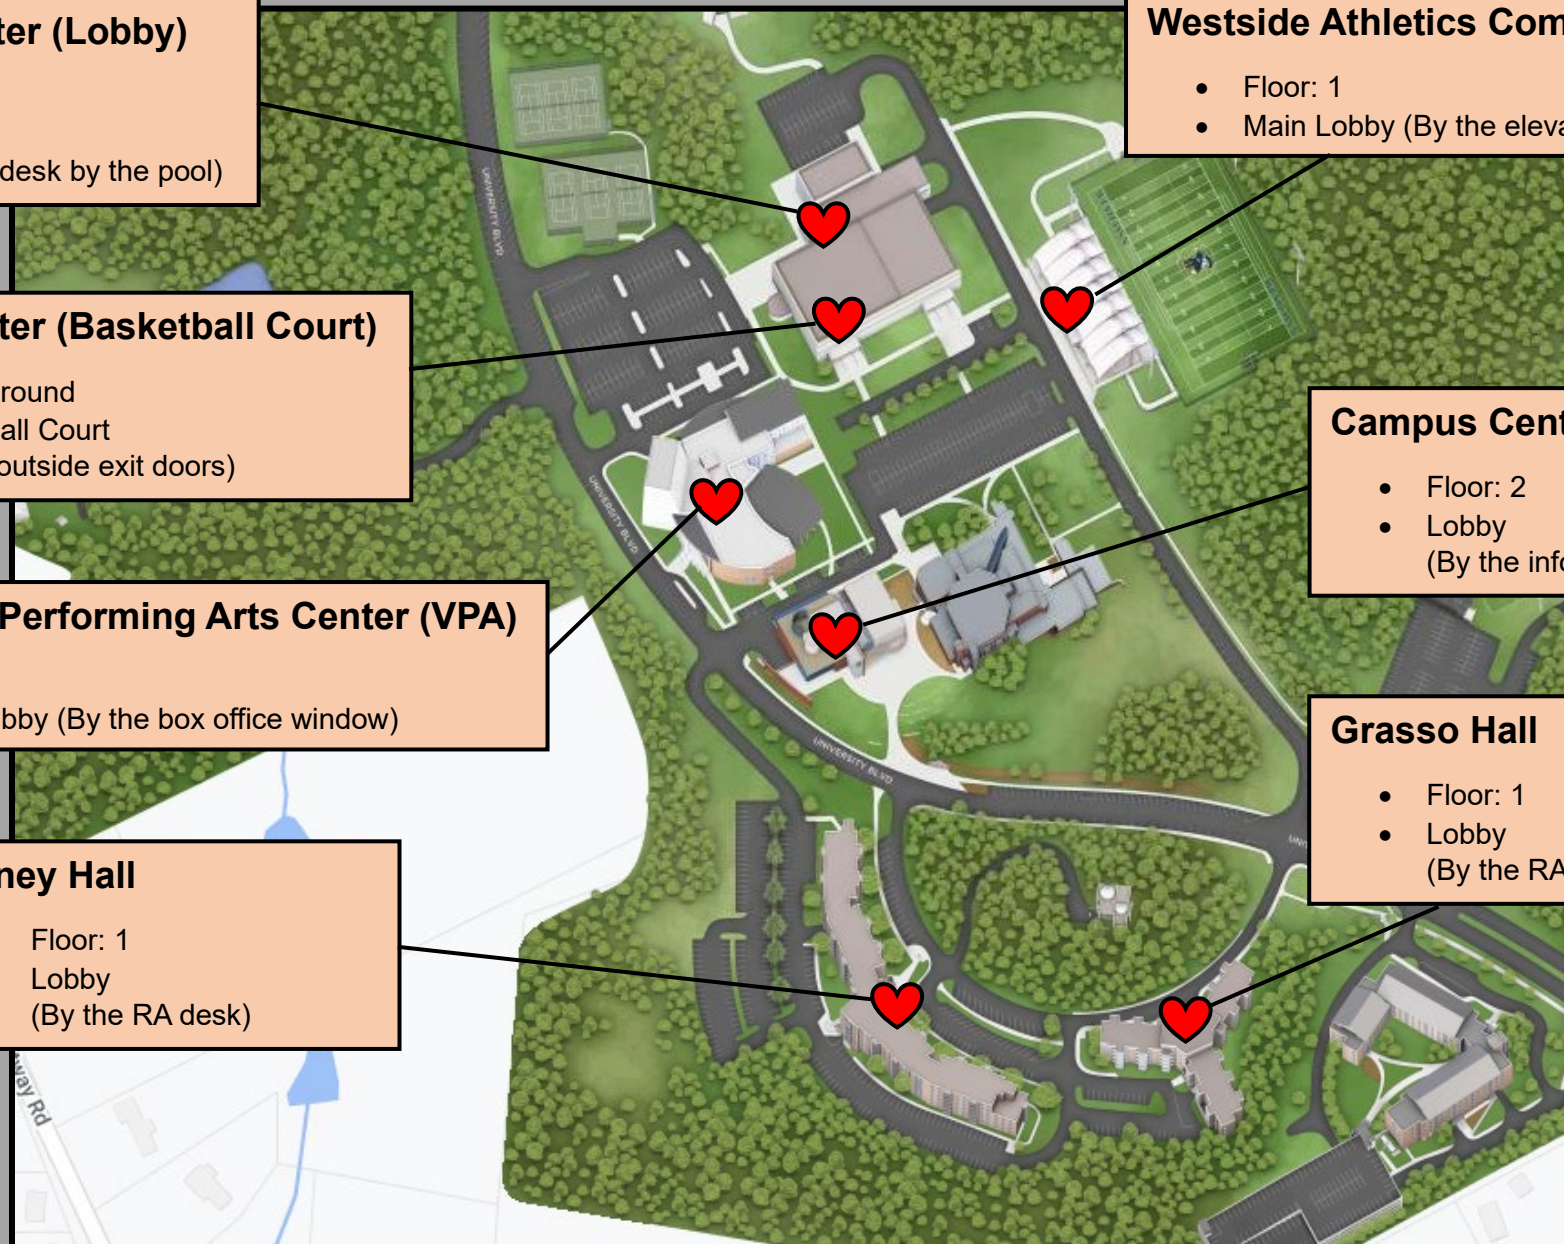 ter (Lobby)
desk by the pool)
Westside Athletics Com
• Floor: 1
• Main Lobby (By the eleva
UNIVERSITY BLVD
ter (Basketball Court)
round
all Court
outside exit doors)
Campus Cent
• Floor: 2
• Lobby
(By the info
UNIVERSITY BLVD
Performing Arts Center (VPA)
bby (By the box office window)
UNIVERSITY BLVD
Grasso Hall
• Floor: 1
• Lobby
(By the RA
UNI
ney Hall
Floor: 1
Lobby
(By the RA desk)
way Rd